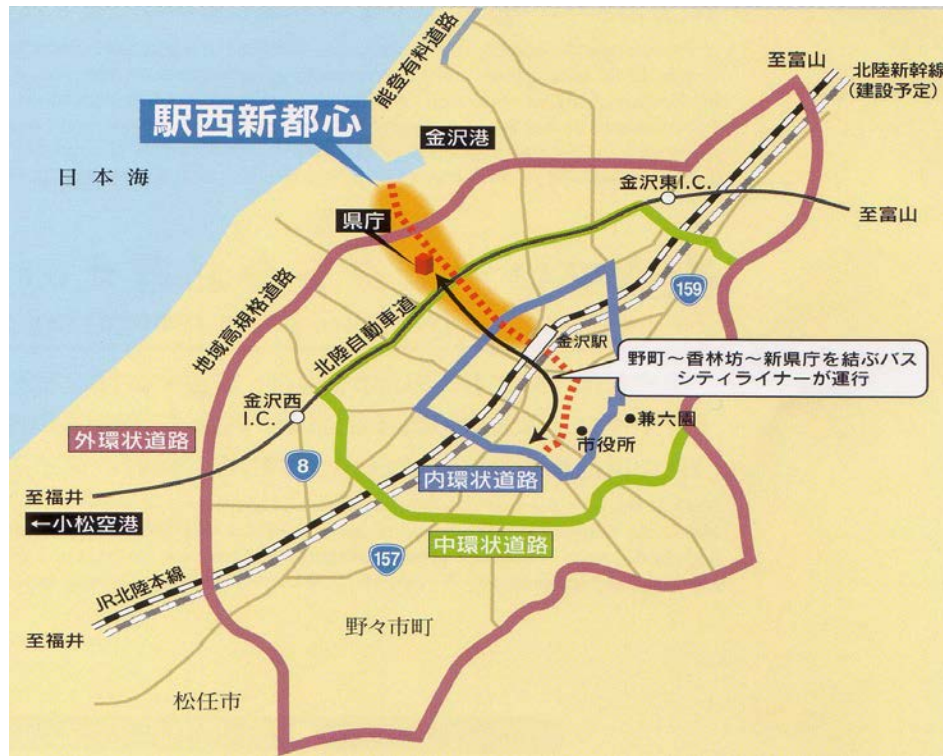 能登有料道路
至富山
北陸新幹線
(建設予定)
駅西新都心
金沢港
日本海
金沢東I.C.
県庁
至富山
地域高規格道路
北陸自動車道
159
金沢駅
野町~香林坊~新県庁を結ぶバス
シティライナーが運行
金沢西
I.C.
兼六園
市役所
外環状道路
8
内環状道路
至福井
←小松空港
中環状道路
157
JR北陸本線
野々市町
至福井
松任市